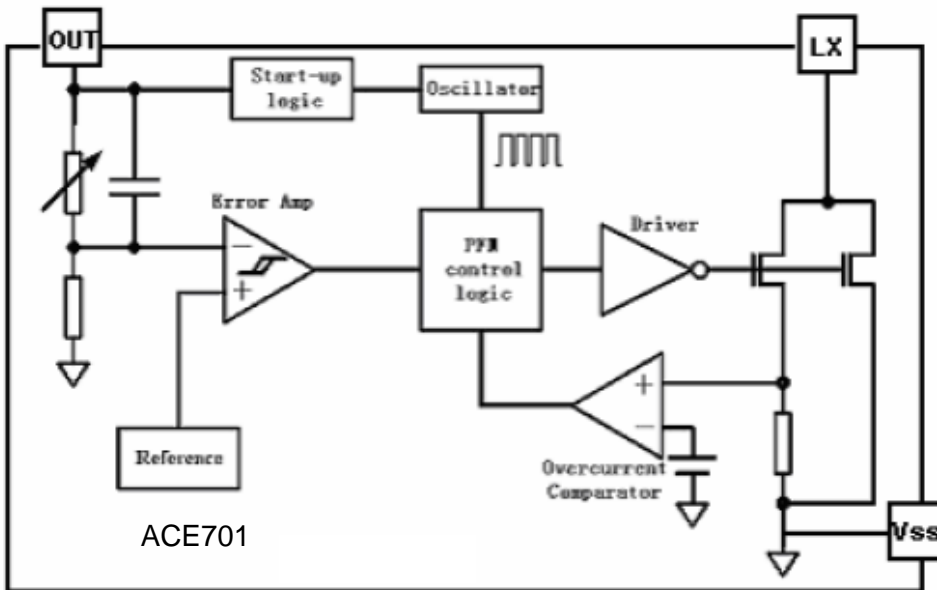 OUT
LX
Start-up
logic
Oscillator
Error Amp
Driver
−
+
PFM
control
logic
+
−
Reference
Overcurrent
Comparator
ACE701
Vss